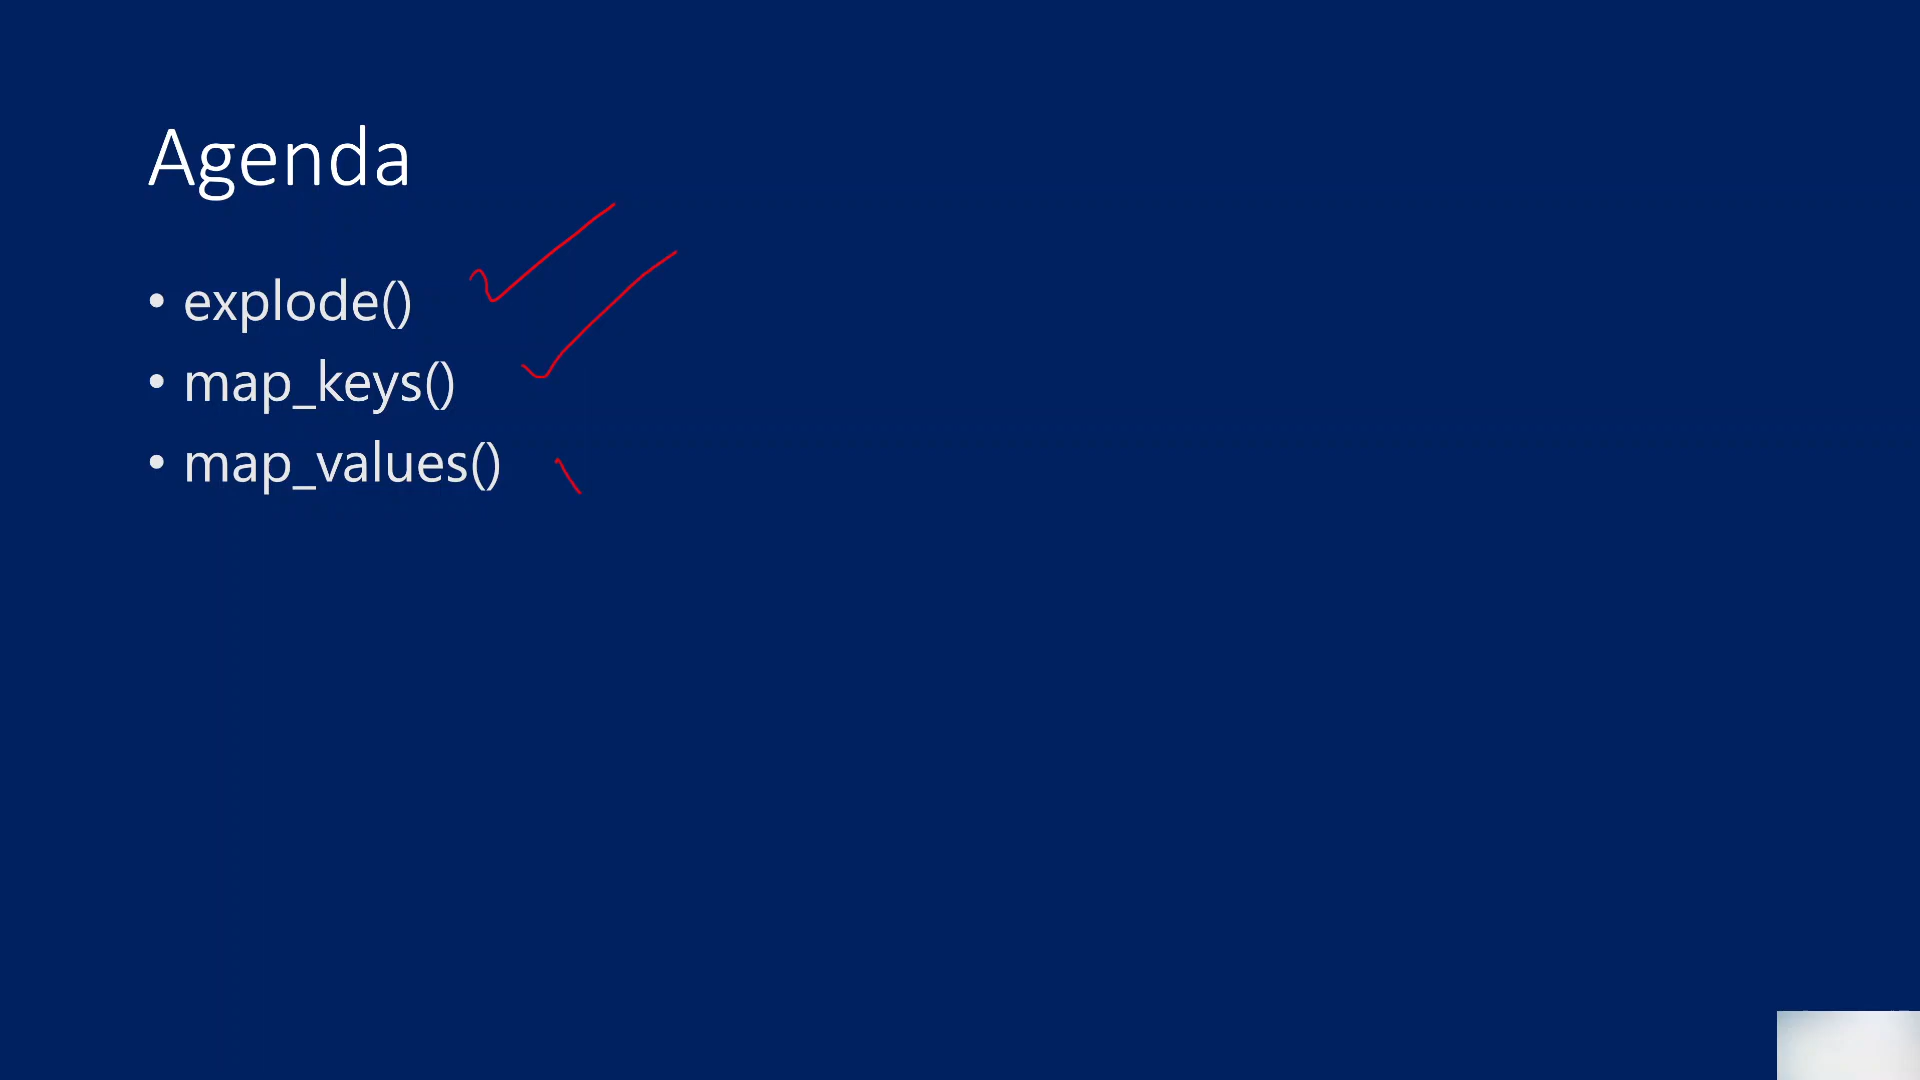 Agenda
• explode()
• map_keys()
• map_values()